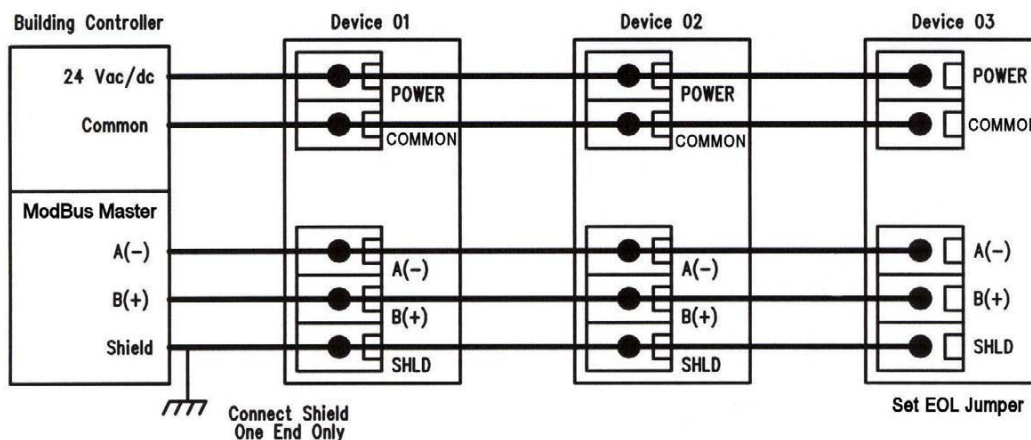 Building Controller
24 Vac/dc
Common
ModBus Master
A(-)
B(+)
Shield
Connect Shield
One End Only
Device 01
POWER
COMMON
A(-)
B(+)
SHLD
Device 02
POWER
COMMON
A(-)
B(+)
SHLD
Device 03
POWER
COMMON
A(-)
B(+)
SHLD
Set EOL Jumper